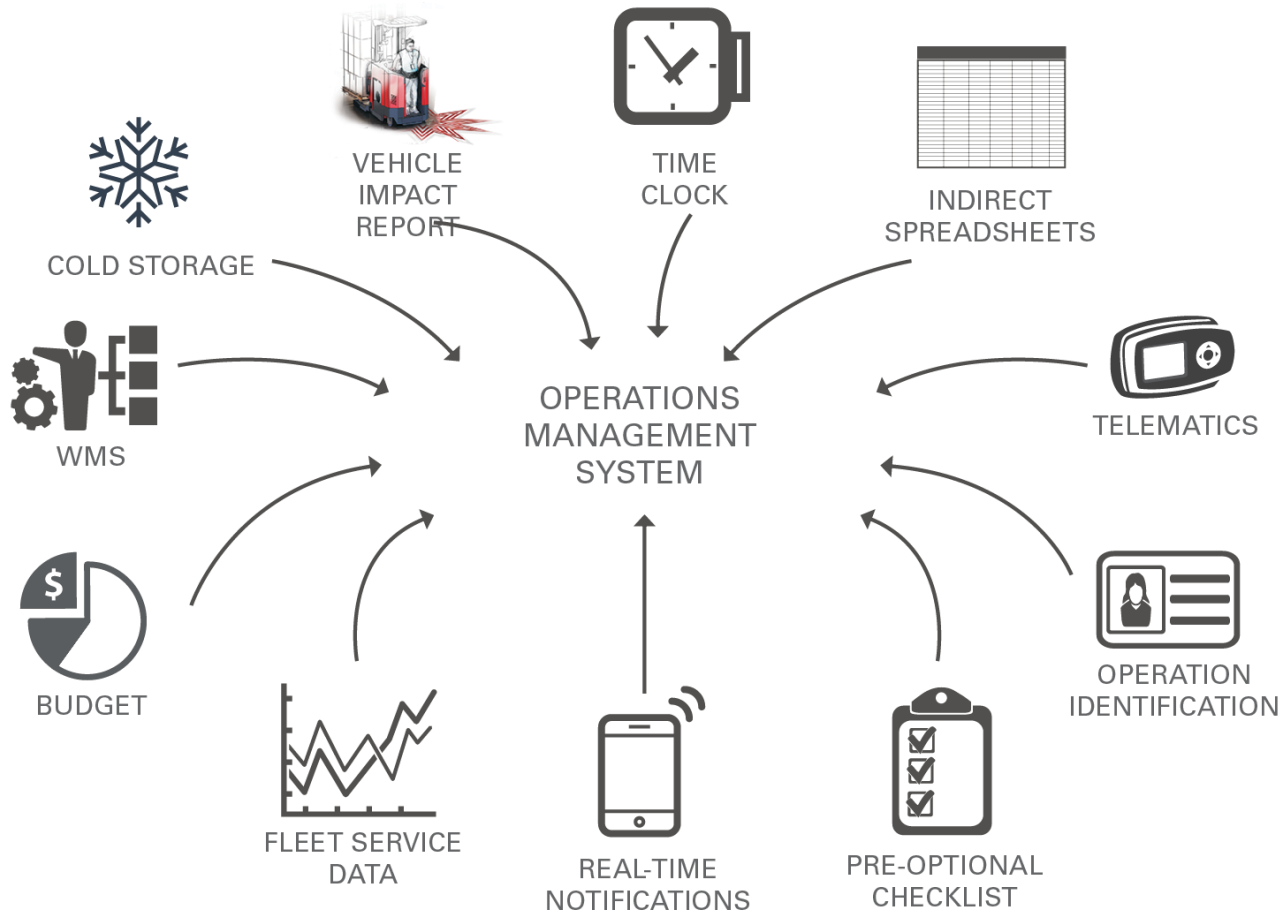 VEHICLE
IMPACT
REPORT
TIME
CLOCK
INDIRECT
SPREADSHEETS
COLD STORAGE
WMS
OPERATIONS
MANAGEMENT
SYSTEM
TELEMATICS
$
BUDGET
OPERATION
IDENTIFICATION
FLEET SERVICE
DATA
REAL-TIME
NOTIFICATIONS
PRE-OPTIONAL
CHECKLIST